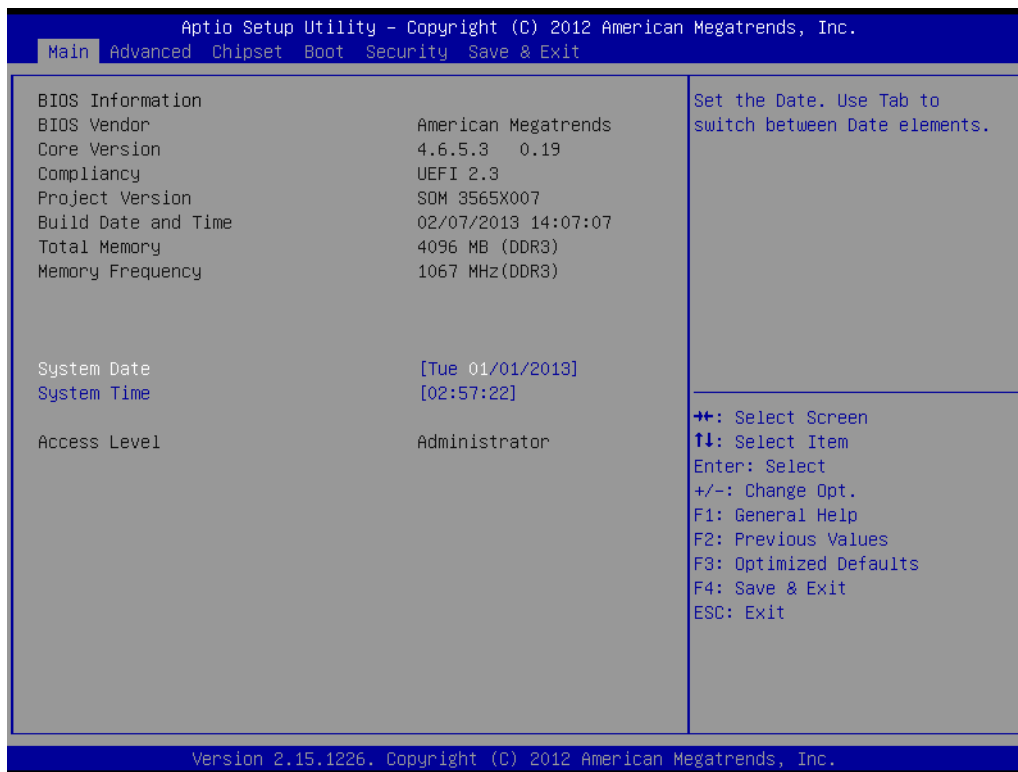 Aptio Setup Utility – Copyright (C) 2012 American Megatrends, Inc.
Main Advanced Chipset Boot Security Save & Exit
BIOS Information
BIOS Vendor American Megatrends
Core Version 4.6.5.3 0.19
Compliancy UEFI 2.3
Project Version SOM 3565X007
Build Date and Time 02/07/2013 14:07:07
Total Memory 4096 MB (DDR3)
Memory Frequency 1067 MHz(DDR3)
System Date [Tue 01/01/2013]
System Time [02:57:22]
Access Level Administrator
Set the Date. Use Tab to
switch between Date elements.
→←: Select Screen
↑↓: Select Item
Enter: Select
+/-: Change Opt.
F1: General Help
F2: Previous Values
F3: Optimized Defaults
F4: Save & Exit
ESC: Exit
Version 2.15.1226. Copyright (C) 2012 American Megatrends, Inc.